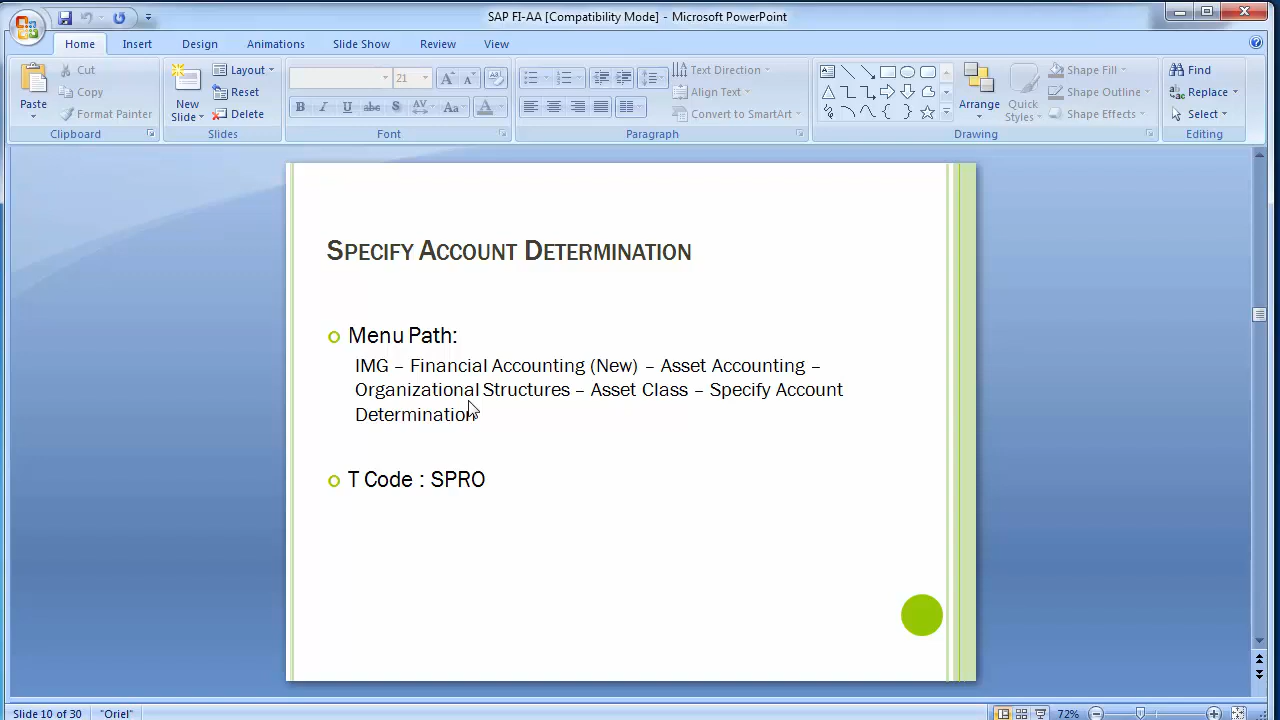 SAP FI-AA [Compatibility Mode] - Microsoft PowerPoint
Home Insert Design Animations Slide Show Review View
Paste
Cut
Copy
Format Painter
Clipboard
New Slide
Layout
Reset
Delete
Slides
21
B I U abc S AV Aa A
Font
Text Direction
Align Text
Convert to SmartArt
Paragraph
Arrange
Quick Styles
Shape Fill
Shape Outline
Shape Effects
Drawing
Find
Replace
Select
Editing
SPECIFY ACCOUNT DETERMINATION
Menu Path:
IMG – Financial Accounting (New) – Asset Accounting –
Organizational Structures – Asset Class – Specify Account
Determination
T Code : SPRO
Slide 10 of 30 "Oriel" 72%